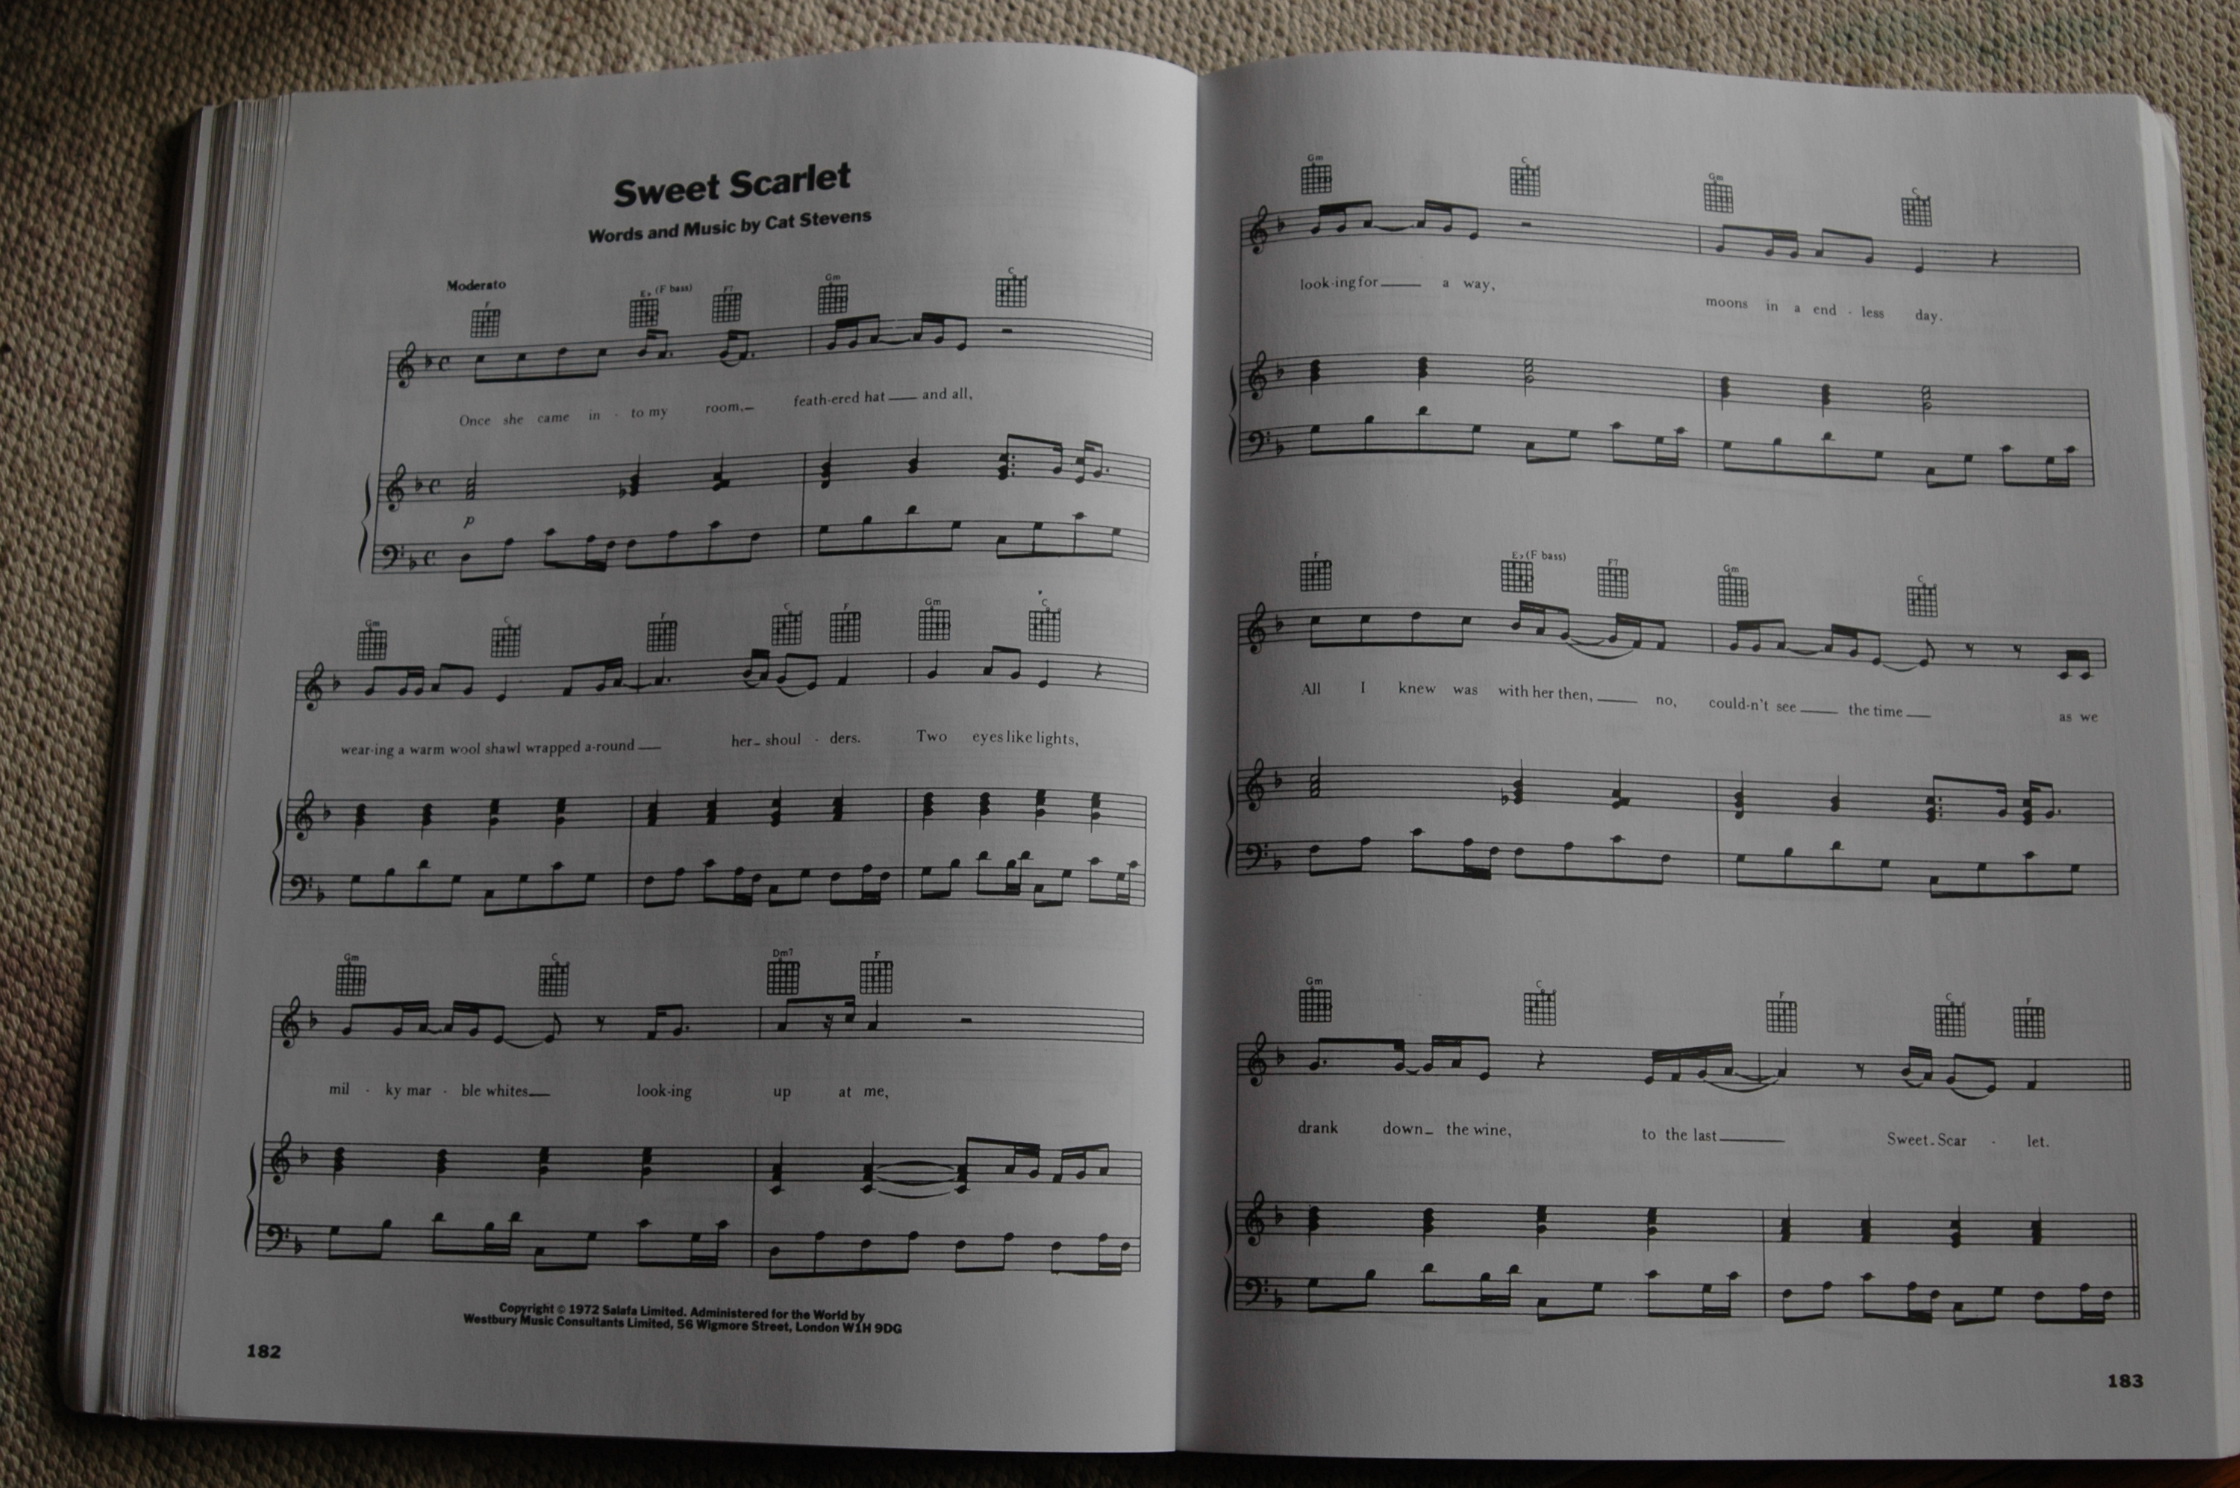 Sweet Scarlet
Words and Music by Cat Stevens
Moderato
F E♭(F bass) F7 Gm C
Once she came in · to my room,— feath-ered hat— and all,
p
Gm C F C F Gm C *
wear-ing a warm wool shawl wrapped a-round— her– shoul · ders. Two eyes like lights,
Gm C Dm7 F
mil · ky mar · ble whites— look-ing up at me,
Copyright © 1972 Salafa Limited. Administered for the World by
Westbury Music Consultants Limited, 56 Wigmore Street, London W1H 9DG
182
Gm C Gm C
look-ing for— a way, moons in a end · less day.
F E♭(F bass) F7 Gm C
All I knew was with her then,— no, could-n't see— the time— as we
Gm C F C F
drank down– the wine, to the last— Sweet. Scar · let.
183